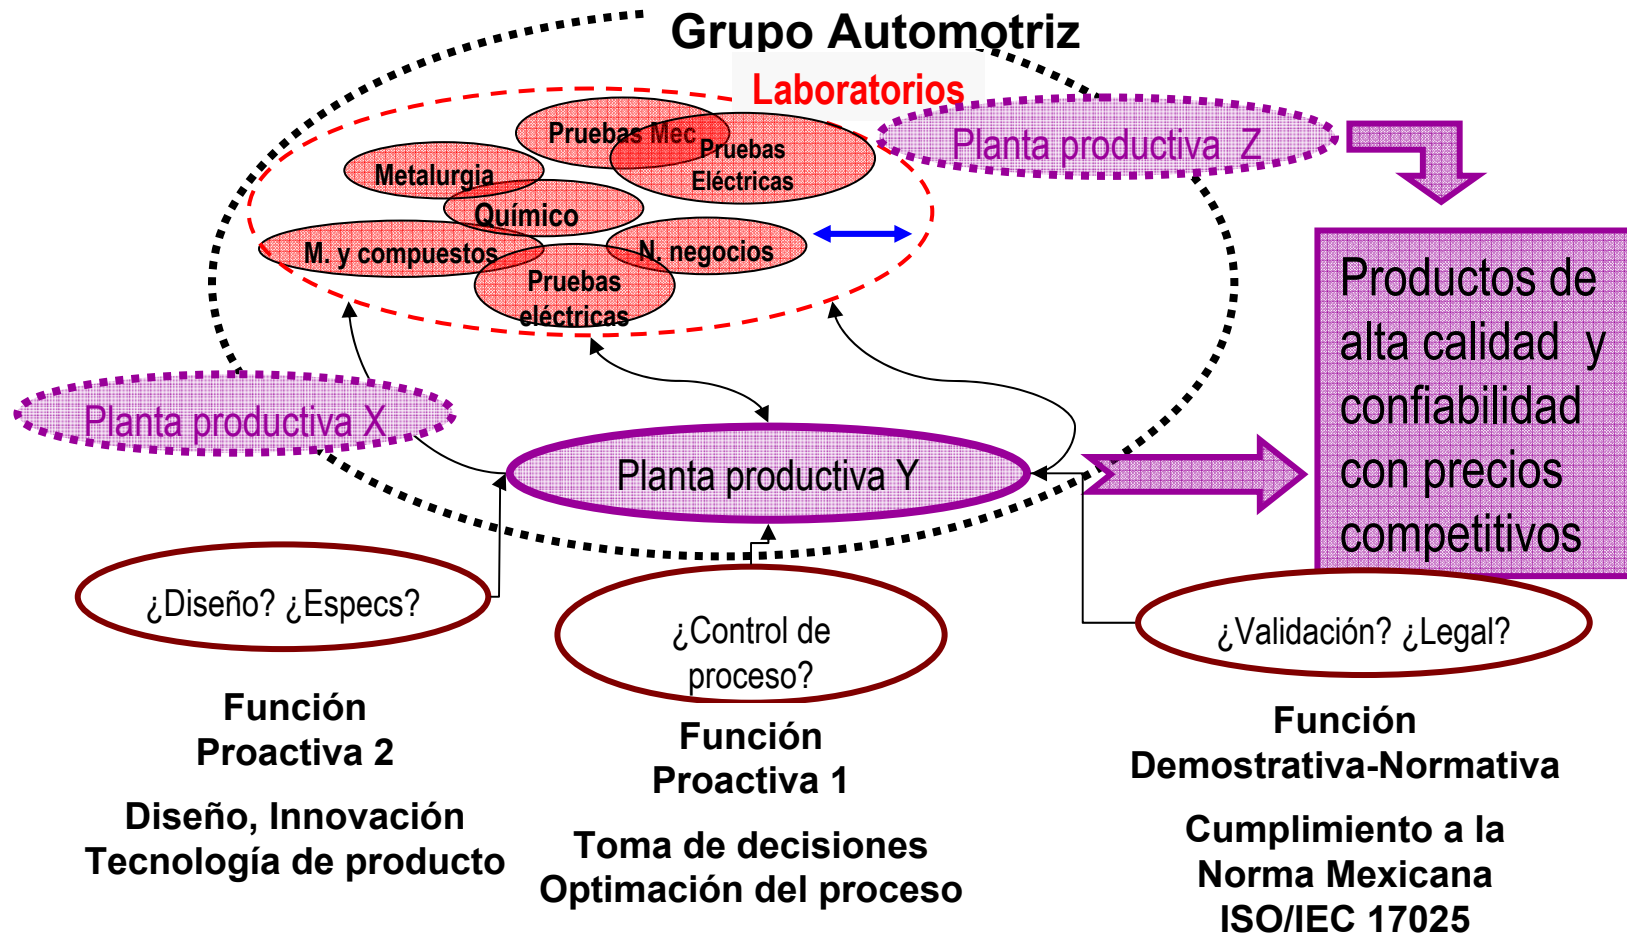 Grupo Automotriz
Laboratorios
Pruebas Mec
Pruebas
Eléctricas
Metalurgia
Químico
M. y compuestos
N. negocios
Pruebas
eléctricas
Planta productiva Z
Planta productiva X
Planta productiva Y
Productos de
alta calidad y
confiabilidad
con precios
competitivos
¿Diseño? ¿Especs?
¿Control de
proceso?
¿Validación? ¿Legal?
Función
Proactiva 2
Diseño, Innovación
Tecnología de producto
Función
Proactiva 1
Toma de decisiones
Optimación del proceso
Función
Demostrativa-Normativa
Cumplimiento a la
Norma Mexicana
ISO/IEC 17025